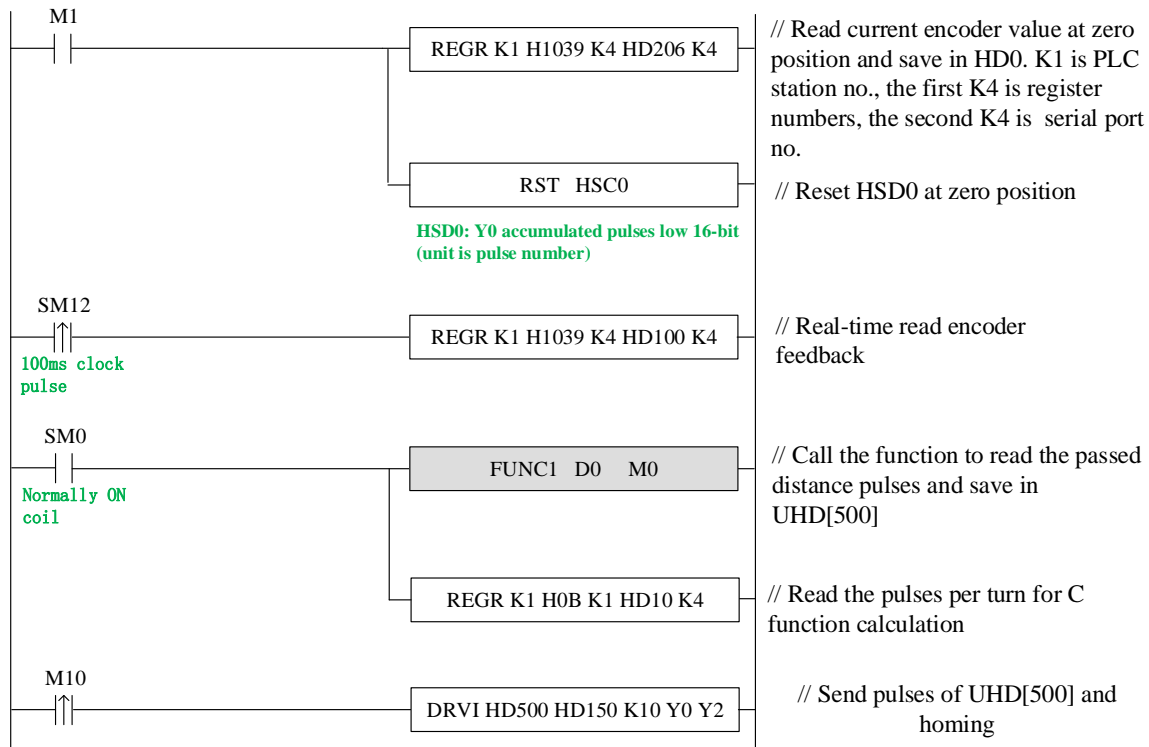 M1
REGR K1 H1039 K4 HD206 K4
// Read current encoder value at zero
position and save in HD0. K1 is PLC
station no., the first K4 is register
numbers, the second K4 is serial port
no.
RST HSC0
// Reset HSD0 at zero position
HSD0: Y0 accumulated pulses low 16-bit
(unit is pulse number)
SM12
REGR K1 H1039 K4 HD100 K4
// Real-time read encoder
feedback
100ms clock
pulse
SM0
FUNC1 D0 M0
// Call the function to read the passed
distance pulses and save in
UHD[500]
Normally ON
coil
REGR K1 H0B K1 HD10 K4
// Read the pulses per turn for C
function calculation
M10
DRVI HD500 HD150 K10 Y0 Y2
// Send pulses of UHD[500] and
homing